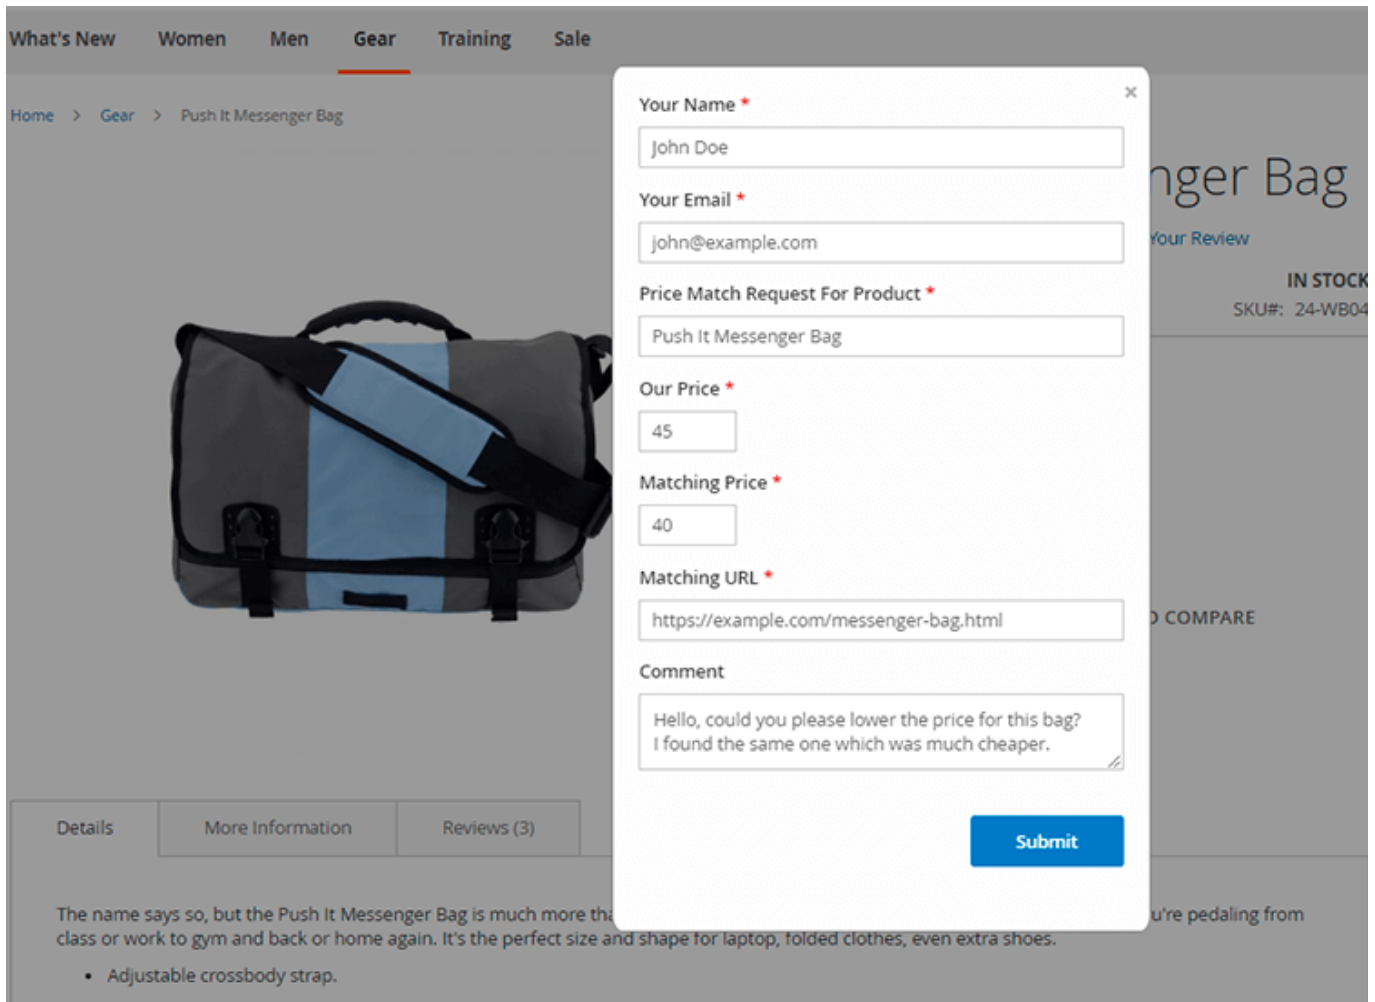 What's New Women Men Gear Training Sale
Home > Gear > Push It Messenger Bag
Bag
Your Review
IN STOCK
SKU#: 24-WB04
COMPARE
Your Name *
John Doe
Your Email *
john@example.com
Price Match Request For Product *
Push It Messenger Bag
Our Price *
45
Matching Price *
40
Matching URL *
https://example.com/messenger-bag.html
Comment
Hello, could you please lower the price for this bag?
I found the same one which was much cheaper.
Submit
Details More Information Reviews (3)
The name says so, but the Push It Messenger Bag is much more you're pedaling from
class or work to gym and back or home again. It's the perfect size and shape for laptop, folded clothes, even extra shoes.
• Adjustable crossbody strap.